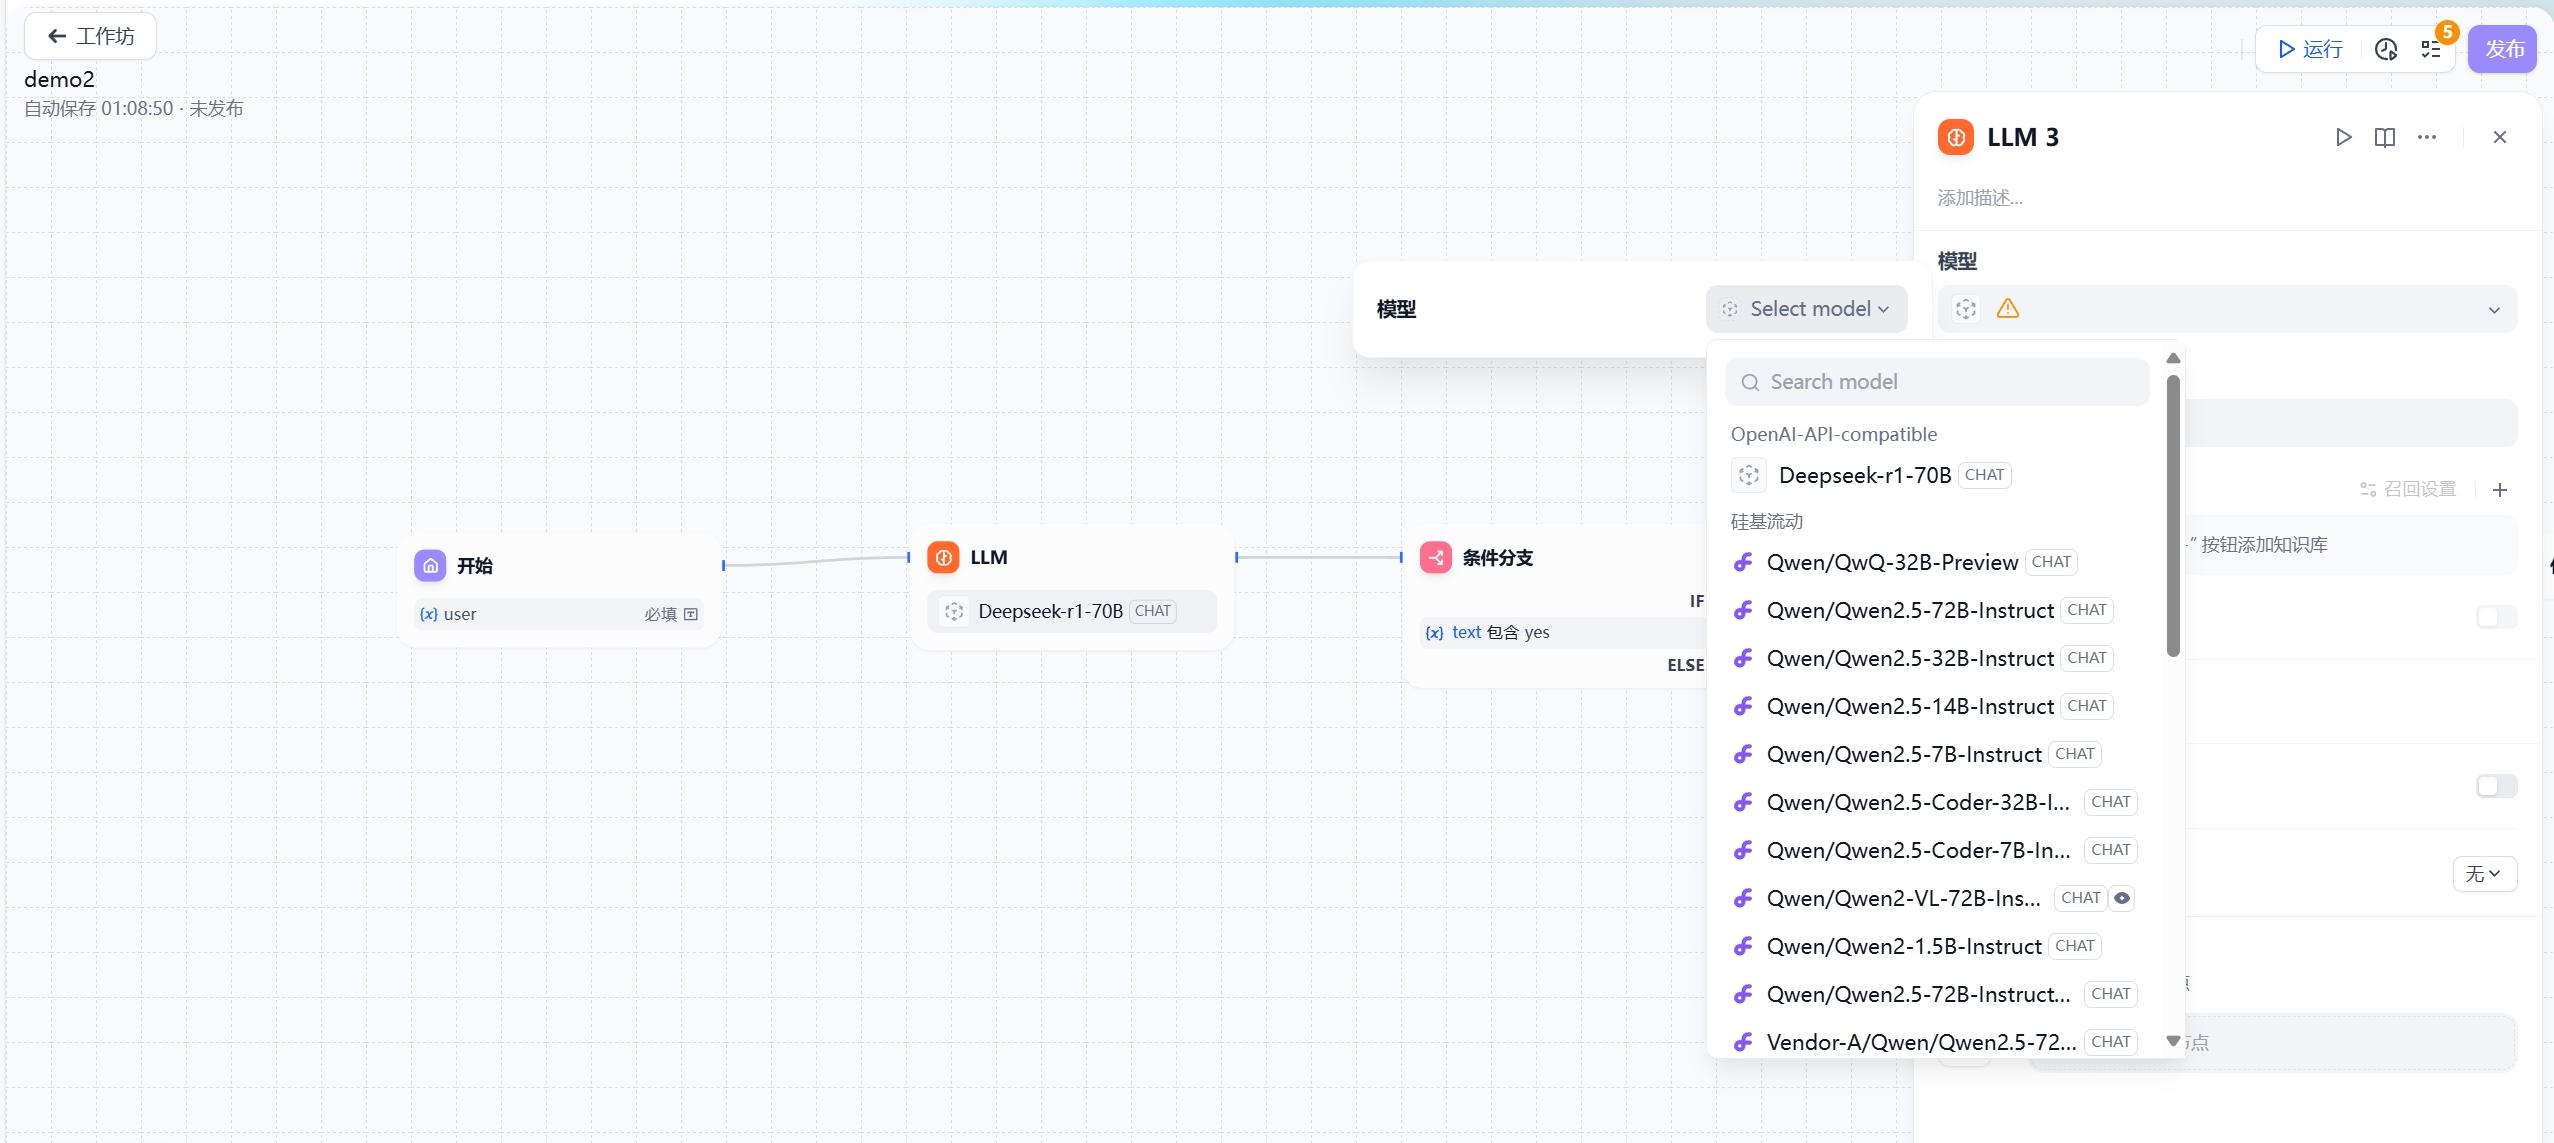 工作坊
demo2
自动保存 01:08:50 · 未发布
运行
5
发布
LLM 3
添加描述...
模型
模型
Select model
Search model
OpenAI-API-compatible
Deepseek-r1-70B CHAT
硅基流动
Qwen/QwQ-32B-Preview CHAT
Qwen/Qwen2.5-72B-Instruct CHAT
Qwen/Qwen2.5-32B-Instruct CHAT
Qwen/Qwen2.5-14B-Instruct CHAT
Qwen/Qwen2.5-7B-Instruct CHAT
Qwen/Qwen2.5-Coder-32B-I... CHAT
Qwen/Qwen2.5-Coder-7B-In... CHAT
Qwen/Qwen2-VL-72B-Ins... CHAT
Qwen/Qwen2-1.5B-Instruct CHAT
Qwen/Qwen2.5-72B-Instruct... CHAT
Vendor-A/Qwen/Qwen2.5-72... CHAT
召回设置
” 按钮添加知识库
无
点
开始
{x} user 必填
LLM
Deepseek-r1-70B CHAT
条件分支
IF
{x} text 包含 yes
ELSE